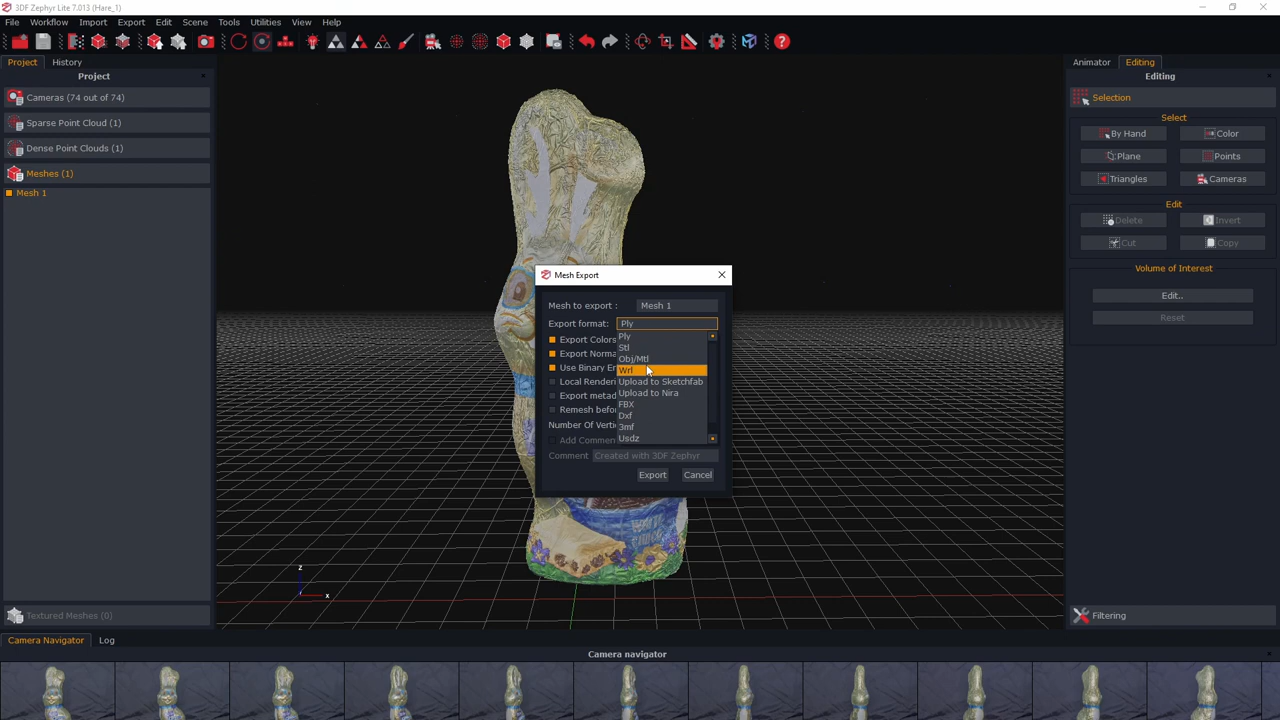 3DF Zephyr Lite 7.013 (Hare_1)
File Workflow Import Export Edit Scene Tools Utilities View Help
Project History
Project
Cameras (74 out of 74)
Sparse Point Cloud (1)
Dense Point Clouds (1)
Meshes (1)
Mesh 1
Textured Meshes (0)
z
x
Mesh Export
Mesh to export : Mesh 1
Export format: Ply
Ply
Stl
Obj/Mtl
Wrl
Upload to Sketchfab
Upload to Nira
FBX
Dxf
3mf
Usdz
Export Colors
Export Norma
Use Binary En
Local Renderi
Export metad
Remesh befo
Number Of Verti
Add Commen
Comment Created with 3DF Zephyr
Export Cancel
Animator Editing
Editing
Selection
Select
By Hand Color
Plane Points
Triangles Cameras
Edit
Delete Invert
Cut Copy
Volume of Interest
Edit..
Reset
Filtering
Camera Navigator Log
Camera navigator